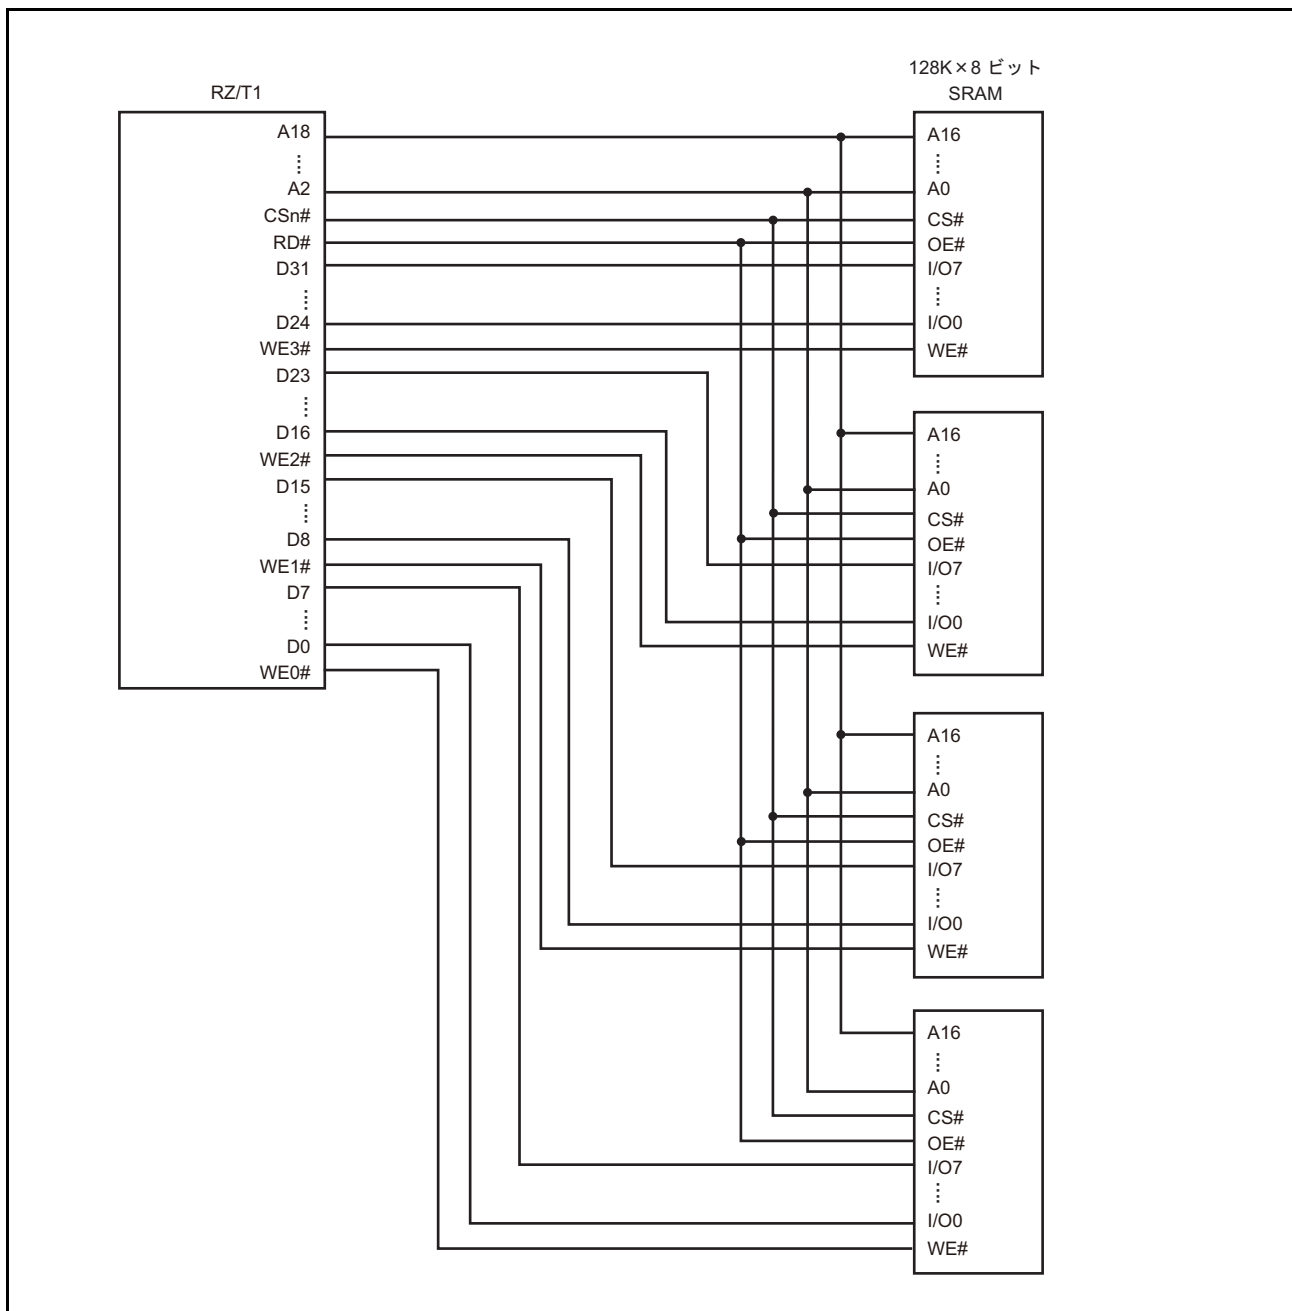 RZ/T1
A18
A2
CSn#
RD#
D31
D24
WE3#
D23
D16
WE2#
D15
D8
WE1#
D7
D0
WE0#
128K×8 ビット
SRAM
A16
A0
CS#
OE#
I/O7
I/O0
WE#
A16
A0
CS#
OE#
I/O7
I/O0
WE#
A16
A0
CS#
OE#
I/O7
I/O0
WE#
A16
A0
CS#
OE#
I/O7
I/O0
WE#